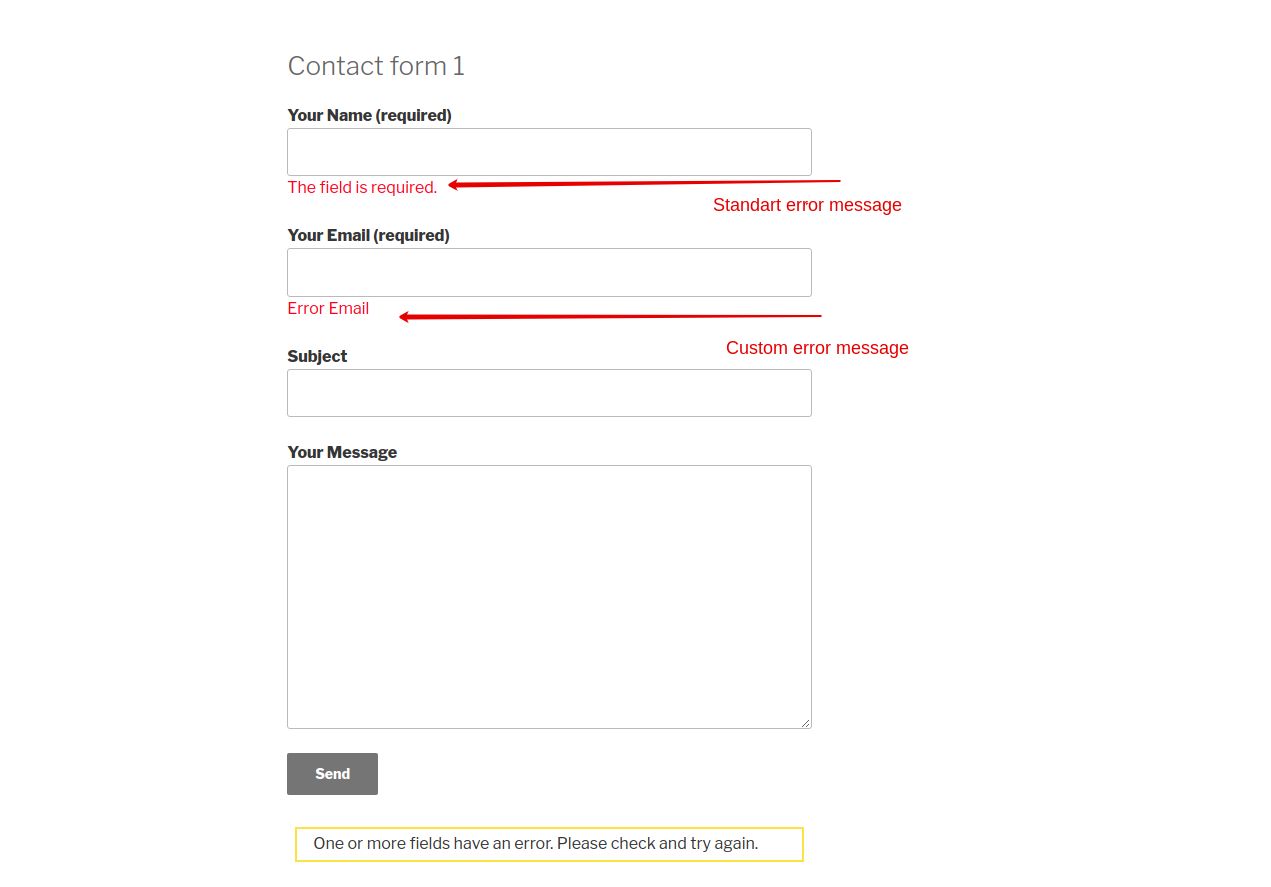 Contact form 1
Your Name (required)
The field is required.
Standart error message
Your Email (required)
Error Email
Custom error message
Subject
Your Message
Send
One or more fields have an error. Please check and try again.